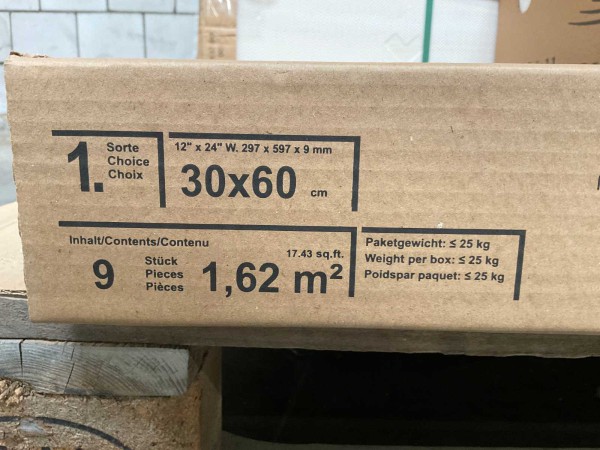 1.
Sorte
Choice
Choix
12" x 24" W. 297 x 597 x 9 mm
30x60 cm
Inhalt/Contents/Contenu
9
Stück
Pieces
Pièces
17.43 sq.ft.
1,62 m²
Paketgewicht: ≤ 25 kg
Weight per box: ≤ 25 kg
Poidspar paquet: ≤ 25 kg